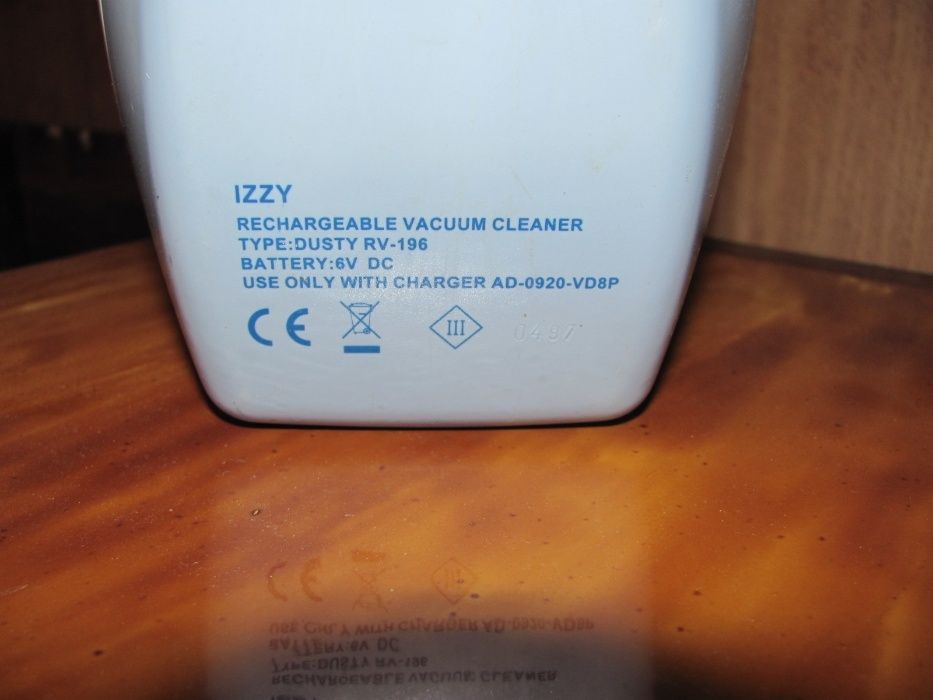 IZZY
RECHARGEABLE VACUUM CLEANER
TYPE:DUSTY RV-196
BATTERY:6V DC
USE ONLY WITH CHARGER AD-0920-VD8P
CE III 0497